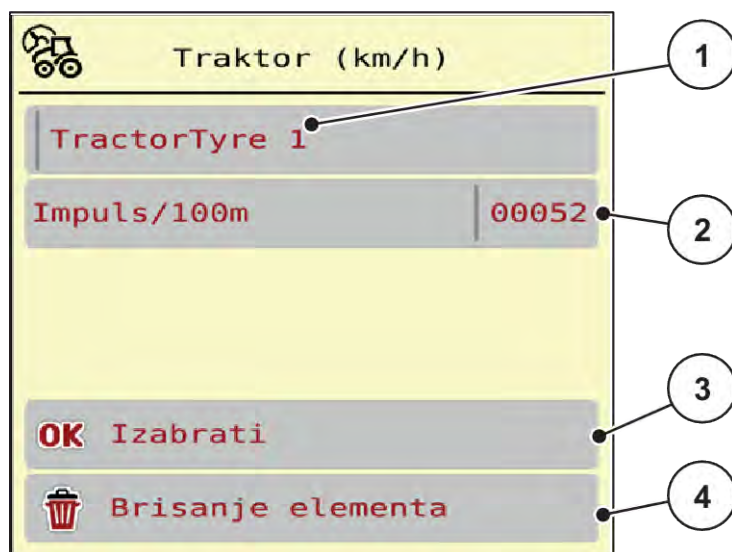 Traktor (km/h)
1
TractorTyre 1
Impuls/100m 00052
2
3
OK Izabrati
4
Brisanje elementa